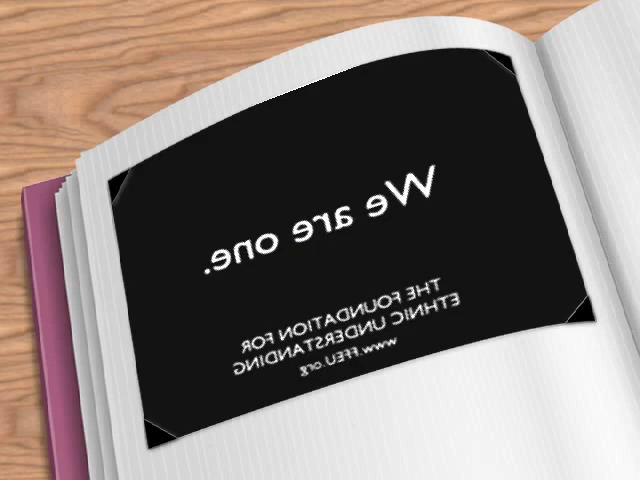 We are one.
THE FOUNDATION FOR
ETHNIC UNDERSTANDING
www.FFEU.org